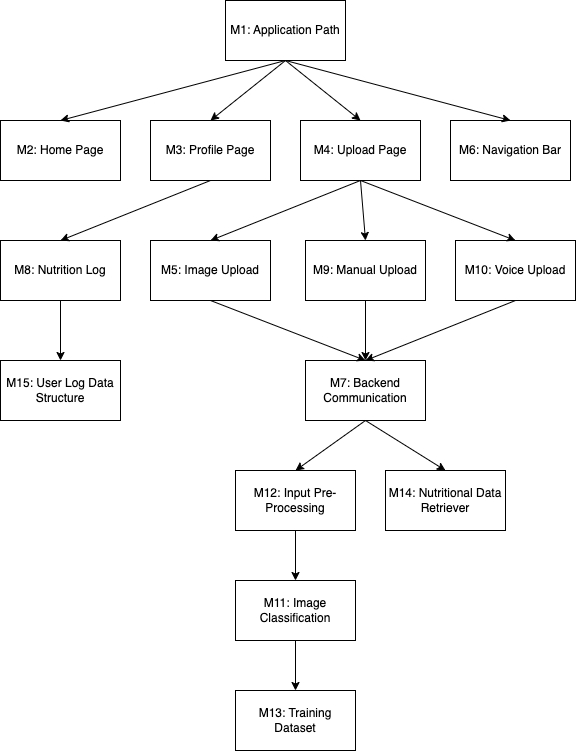 M1: Application Path
M2: Home Page
M3: Profile Page
M4: Upload Page
M6: Navigation Bar
M8: Nutrition Log
M5: Image Upload
M9: Manual Upload
M10: Voice Upload
M15: User Log Data
Structure
M7: Backend
Communication
M12: Input Pre-
Processing
M14: Nutritional Data
Retriever
M11: Image
Classification
M13: Training
Dataset